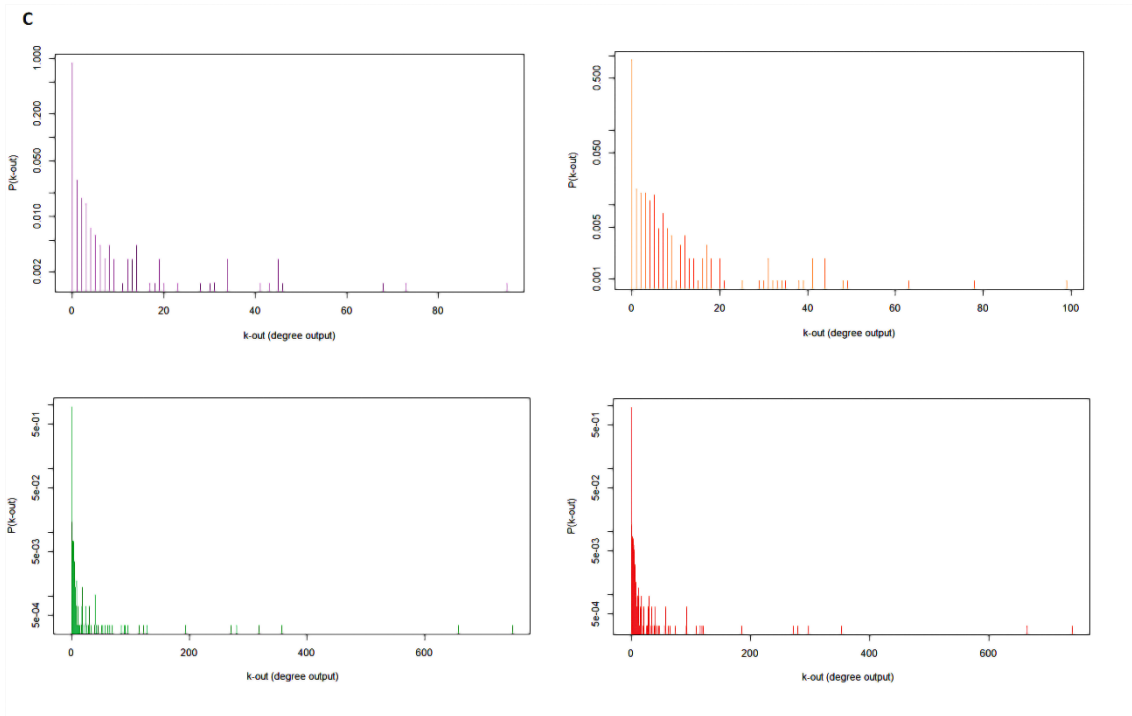 C
P(k-out)
1.000
0.200
0.050
0.010
0.002
0
20
40
60
80
k-out (degree output)
P(k-out)
0.500
0.050
0.005
0.001
0
20
40
60
80
100
k-out (degree output)
P(k-out)
5e-01
5e-02
5e-03
5e-04
0
200
400
600
k-out (degree output)
P(k-out)
5e-01
5e-02
5e-03
5e-04
0
200
400
600
k-out (degree output)